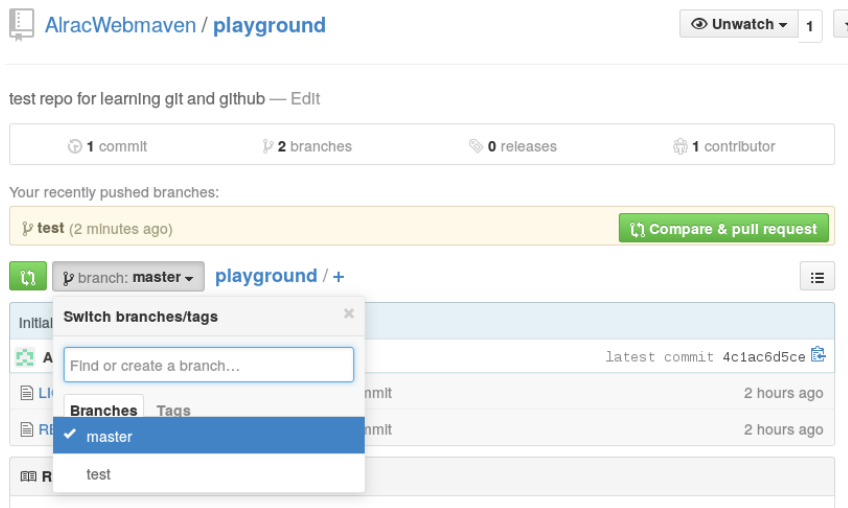 AlracWebmaven / playground
Unwatch 1
test repo for learning git and github — Edit
1 commit 2 branches 0 releases 1 contributor
Your recently pushed branches:
test (2 minutes ago) Compare & pull request
branch: master playground / +
Switch branches/tags ×
Initial
Find or create a branch…
A latest commit 4c1ac6d5ce
LI mmit 2 hours ago
Branches Tags
RE mmit 2 hours ago
master
test
R